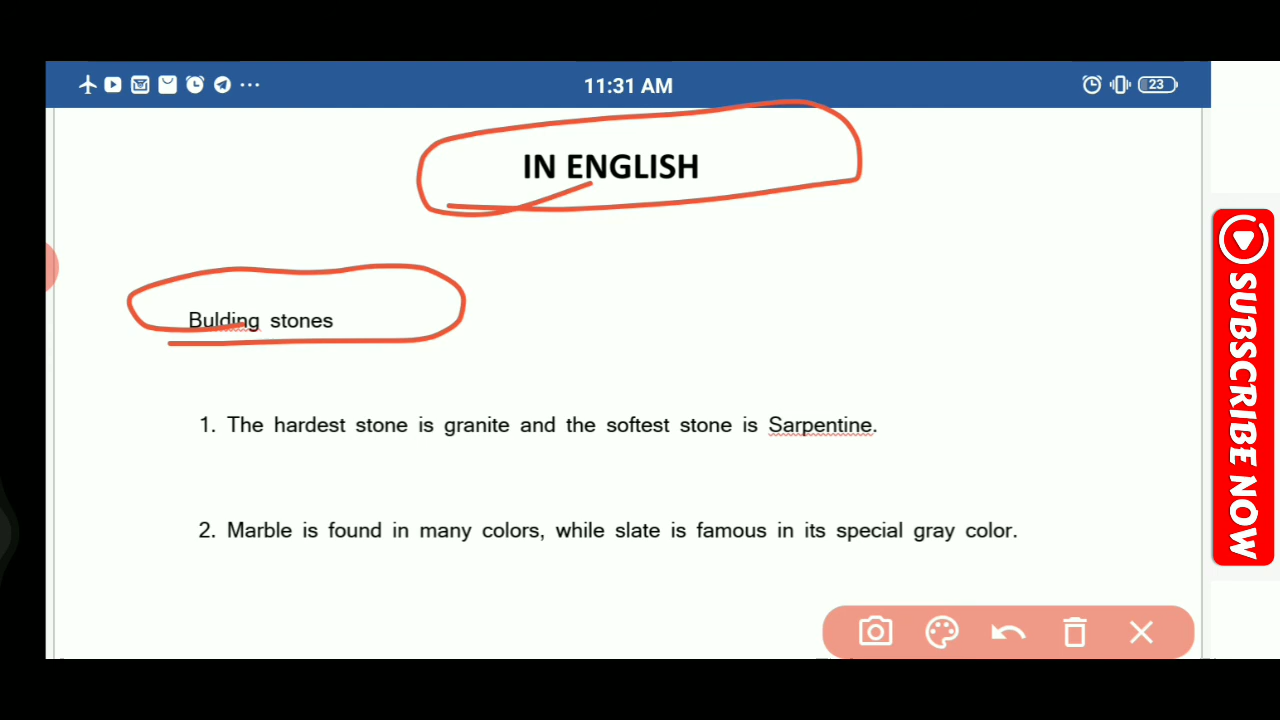 11:31 AM
23
IN ENGLISH
Bulding stones
1. The hardest stone is granite and the softest stone is Sarpentine.
2. Marble is found in many colors, while slate is famous in its special gray color.
SUBSCRIBE NOW